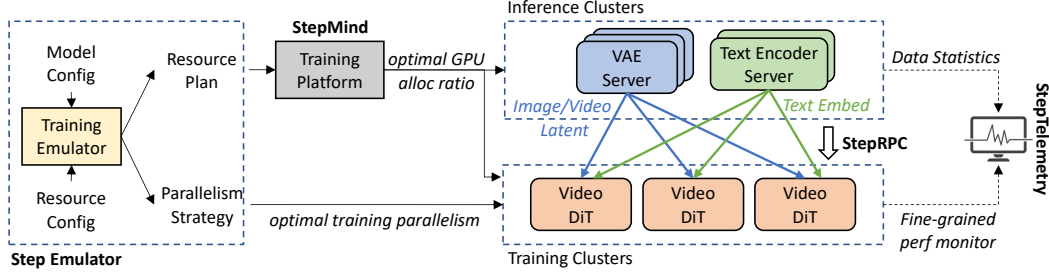 Model
Config
Training
Emulator
Resource
Config
Resource
Plan
Parallelism
Strategy
Step Emulator
StepMind
Training
Platform
optimal GPU
alloc ratio
optimal training parallelism
Inference Clusters
VAE
Server
Text Encoder
Server
Image/Video
Latent
Text Embed
StepRPC
Video
DiT
Video
DiT
Video
DiT
Training Clusters
Data Statistics
StepTelemetry
Fine-grained
perf monitor